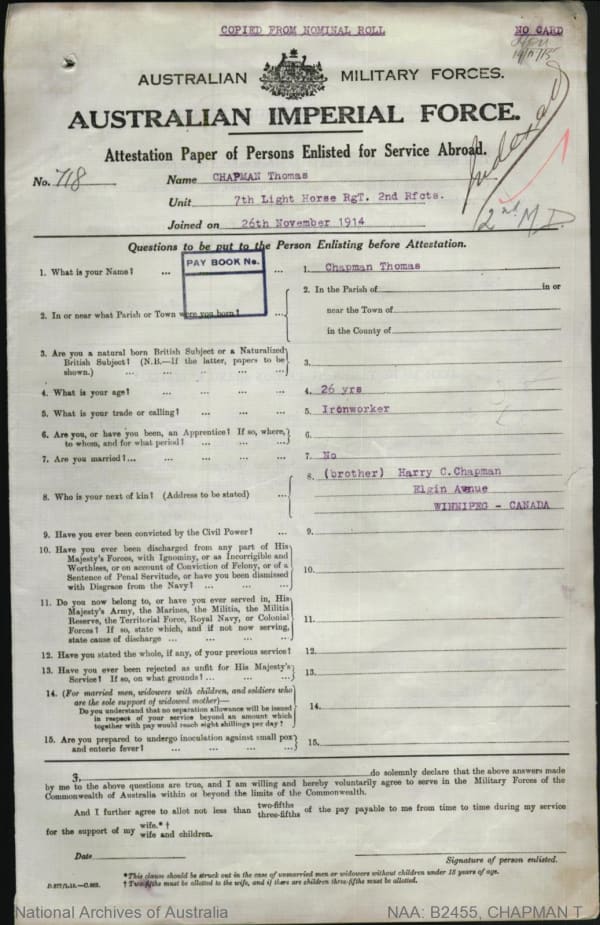 COPIED FROM NOMINAL ROLL
NO CARD
AUSTRALIAN MILITARY FORCES.
AUSTRALIAN IMPERIAL FORCE.
Attestation Paper of Persons Enlisted for Service Abroad.
Indexed
2nd M.D.
No. 718
Name CHAPMAN Thomas
Unit 7th Light Horse RgT. 2nd Rfcts.
Joined on 26th November 1914
Questions to be put to the Person Enlisting before Attestation.
PAY BOOK No.
1. What is your Name? ... ... 1. Chapman Thomas
2. In or near what Parish or Town were you born? ...
2. In the Parish of in or
near the Town of
in the County of
3. Are you a natural born British Subject or a Naturalized
British Subject? (N.B.—If the latter, papers to be
shown.) ... ... ... ... ...
3.
4. What is your age? ... ... ... ... 4. 26 yrs
5. What is your trade or calling? ... ... ... 5. Ironworker
6. Are you, or have you been, an Apprentice? If so, where,
to whom, and for what period? ... ... ...
6.
7. Are you married?... ... ... ... ... 7. No
8. Who is your next of kin? (Address to be stated) ...
8. (brother) Harry C. Chapman
Elgin Avenue
WINNIPEG - CANADA
9. Have you ever been convicted by the Civil Power? ... 9.
10. Have you ever been discharged from any part of His
Majesty's Forces, with Ignominy, or as Incorrigible and
Worthless, or on account of Conviction of Felony, or of a
Sentence of Penal Servitude, or have you been dismissed
with Disgrace from the Navy? ... ... ...
10.
11. Do you now belong to, or have you ever served in, His
Majesty's Army, the Marines, the Militia, the Militia
Reserve, the Territorial Force, Royal Navy, or Colonial
Forces? If so, state which, and if not now serving,
state cause of discharge ... ... ... ...
11.
12. Have you stated the whole, if any, of your previous service? 12.
13. Have you ever been rejected as unfit for His Majesty's
Service? If so, on what grounds? ... ... ...
13.
14. (For married men, widowers with children, and soldiers who
are the sole support of widowed mother)—
Do you understand that no separation allowance will be issued
in respect of your service beyond an amount which
together with pay would reach eight shillings per day?
14.
15. Are you prepared to undergo inoculation against small pox
and enteric fever? ... ... ... ...
15.
I, do solemnly declare that the above answers made
by me to the above questions are true, and I am willing and hereby voluntarily agree to serve in the Military Forces of the
Commonwealth of Australia within or beyond the limits of the Commonwealth.
And I further agree to allot not less than two-fifths three-fifths of the pay payable to me from time to time during my service
for the support of my wife.*† wife and children.
Date
Signature of person enlisted.
*This clause should be struck out in the case of unmarried men or widowers without children under 18 years of age.
† Two-fifths must be allotted to the wife, and if there are children three-fifths must be allotted.
National Archives of Australia
NAA: B2455, CHAPMAN T